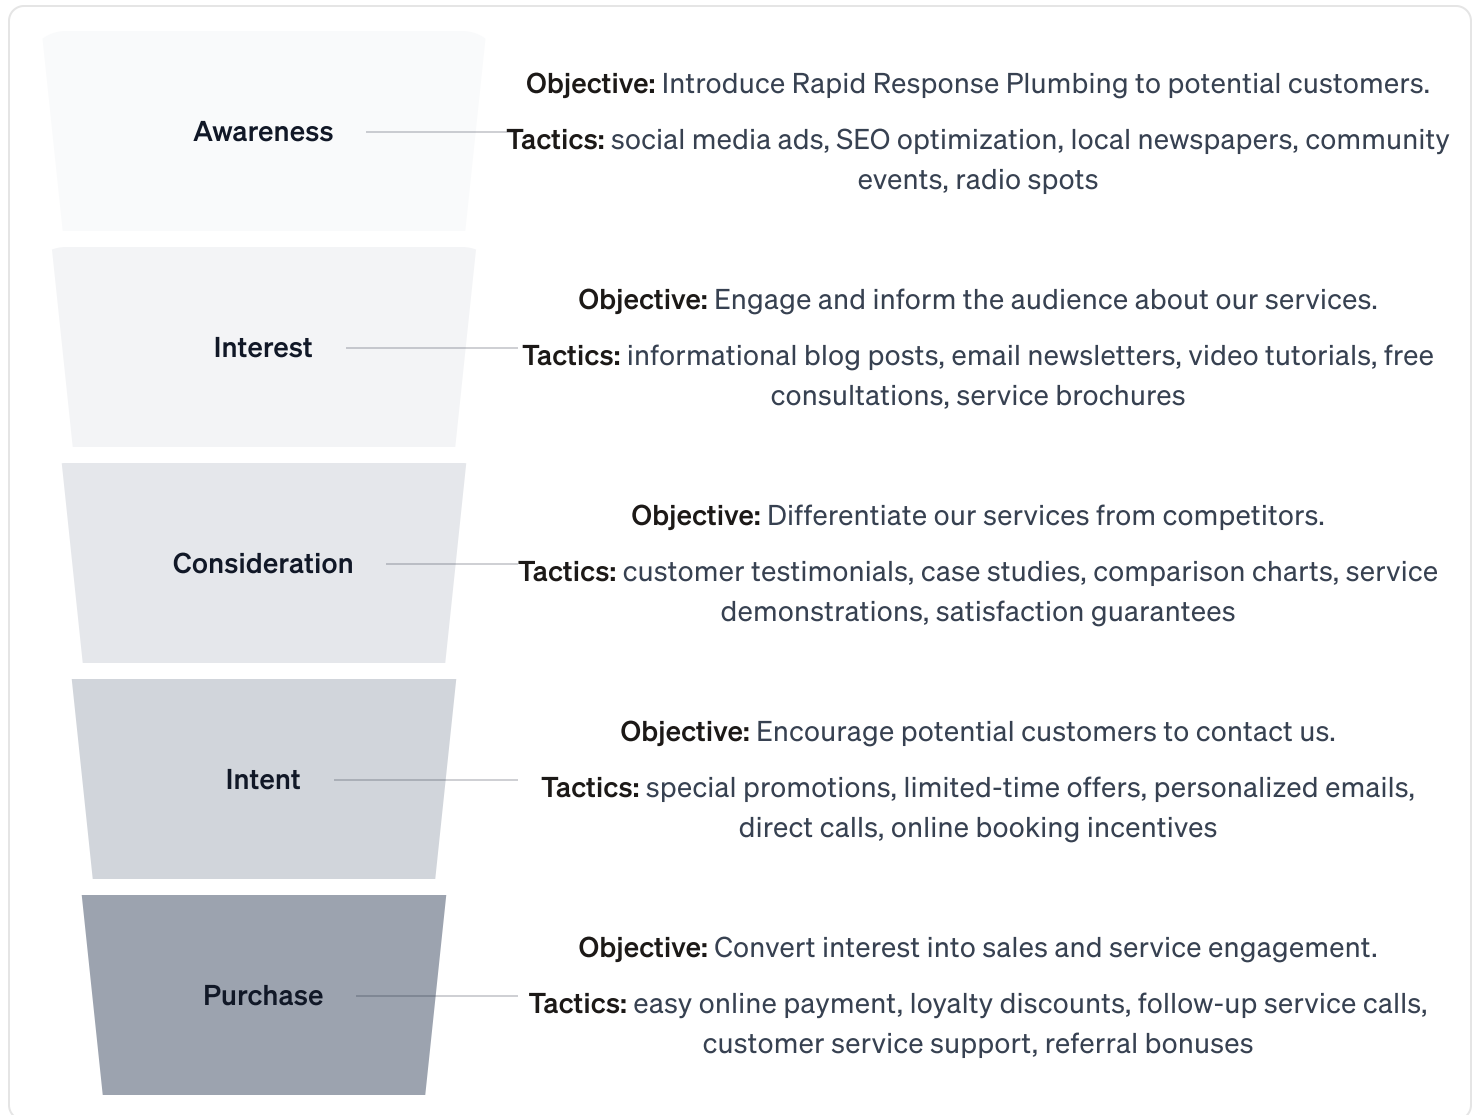 Awareness
Objective: Introduce Rapid Response Plumbing to potential customers.
Tactics: social media ads, SEO optimization, local newspapers, community
events, radio spots
Interest
Objective: Engage and inform the audience about our services.
Tactics: informational blog posts, email newsletters, video tutorials, free
consultations, service brochures
Consideration
Objective: Differentiate our services from competitors.
Tactics: customer testimonials, case studies, comparison charts, service
demonstrations, satisfaction guarantees
Intent
Objective: Encourage potential customers to contact us.
Tactics: special promotions, limited-time offers, personalized emails,
direct calls, online booking incentives
Purchase
Objective: Convert interest into sales and service engagement.
Tactics: easy online payment, loyalty discounts, follow-up service calls,
customer service support, referral bonuses